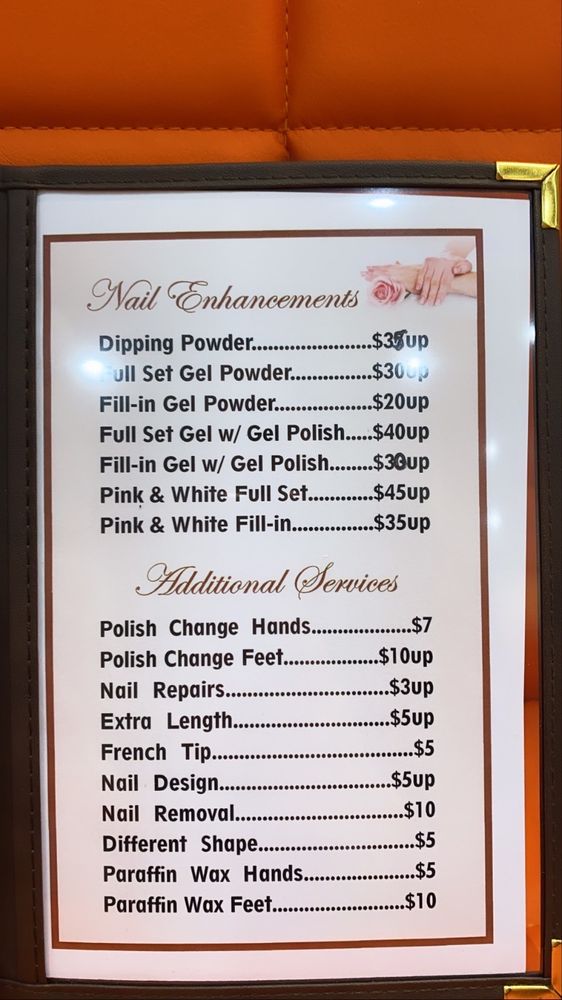 Nail Enhancements
Dipping Powder......................$35up
Full Set Gel Powder...............$30up
Fill-in Gel Powder..................$20up
Full Set Gel w/ Gel Polish.....$40up
Fill-in Gel w/ Gel Polish........$30up
Pink & White Full Set............$45up
Pink & White Fill-in...............$35up
Additional Services
Polish Change Hands...................$7
Polish Change Feet..................$10up
Nail Repairs...............................$3up
Extra Length.............................$5up
French Tip......................................$5
Nail Design................................$5up
Nail Removal................................$10
Different Shape.............................$5
Paraffin Wax Hands.....................$5
Paraffin Wax Feet.........................$10